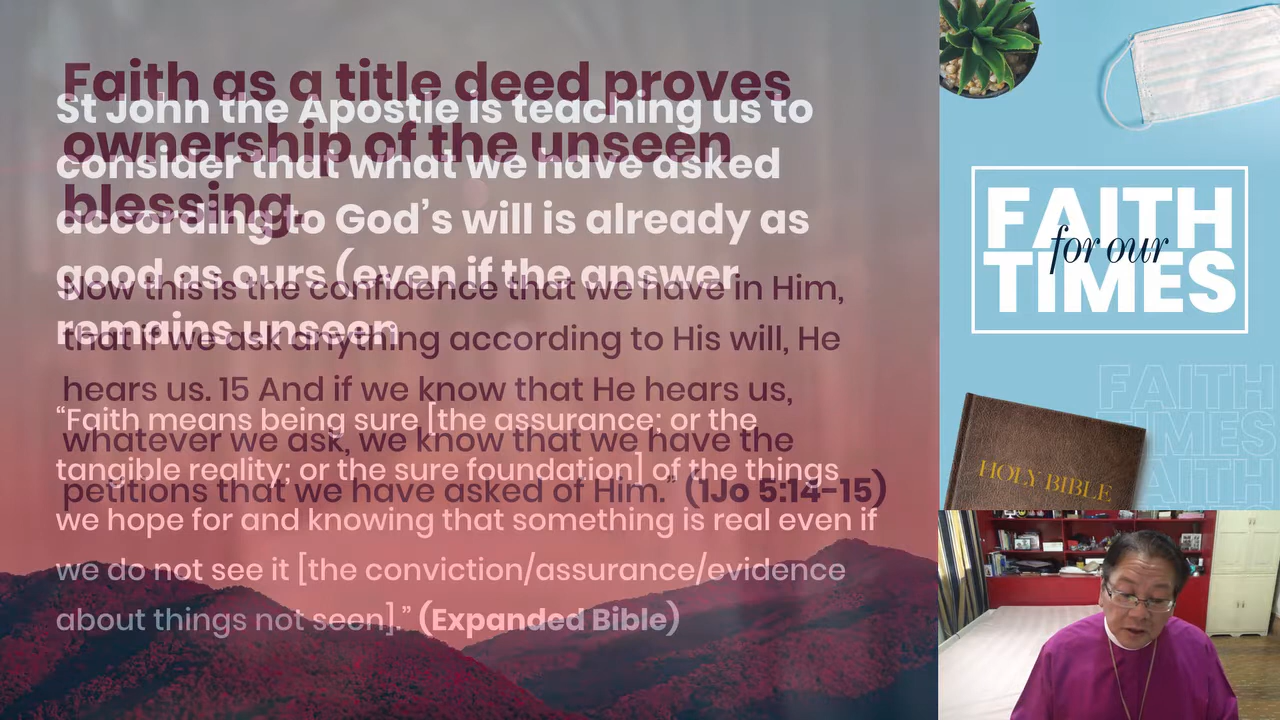 Faith as a title deed proves
ownership of the unseen
blessing.
Now this is the confidence that we have in Him,
that if we ask anything according to His will, He
hears us. 15 And if we know that He hears us,
whatever we ask, we know that we have the
petitions that we have asked of Him.” (1Jo 5:14-15)
St John the Apostle is teaching us to
consider that what we have asked
according to God’s will is already as
good as ours (even if the answer
remains unseen
“Faith means being sure [the assurance; or the
tangible reality; or the sure foundation] of the things
we hope for and knowing that something is real even if
we do not see it [the conviction/assurance/evidence
about things not seen].” (Expanded Bible)
FAITH
for our
TIMES
FAITH
TIMES
FAITH
HOLY BIBLE